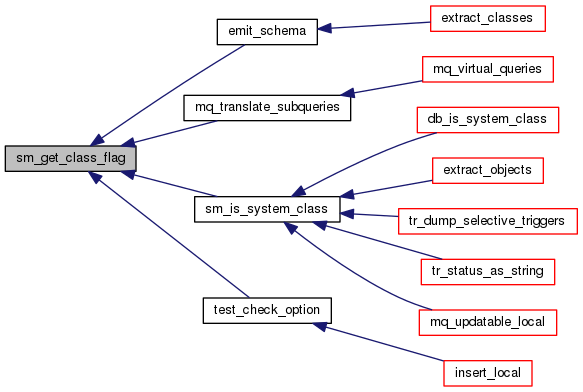 extract_classes
emit_schema
mq_virtual_queries
mq_translate_subqueries
db_is_system_class
sm_get_class_flag
extract_objects
sm_is_system_class
tr_dump_selective_triggers
tr_status_as_string
test_check_option
mq_updatable_local
insert_local